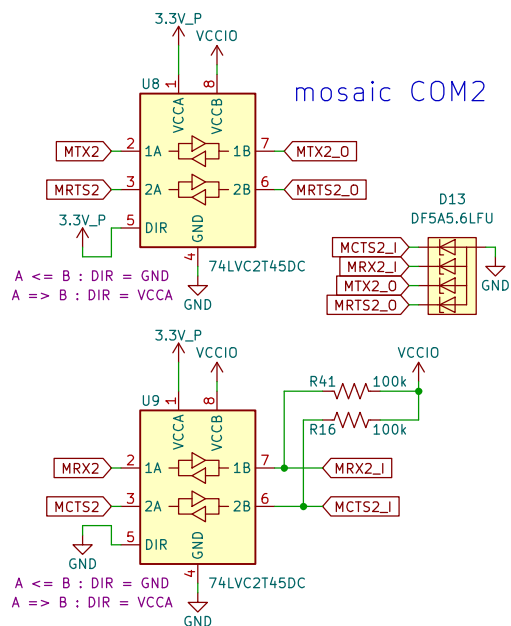 3.3V_P
VCCIO
U8
mosaic COM2
1
8
VCCA
VCCB
MTX2
2
1A
1B
7
MTX2_O
MRTS2
3
2A
2B
6
MRTS2_O
3.3V_P
5
DIR
GND
4
74LVC2T45DC
GND
A <= B : DIR = GND
A => B : DIR = VCCA
D13
DF5A5.6LFU
MCTS2_I
MRX2_I
MTX2_O
MRTS2_O
GND
3.3V_P
VCCIO
U9
1
8
VCCA
VCCB
VCCIO
R41
100k
R16
100k
MRX2
2
1A
1B
7
MRX2_I
MCTS2
3
2A
2B
6
MCTS2_I
5
DIR
GND
GND
4
74LVC2T45DC
GND
A <= B : DIR = GND
A => B : DIR = VCCA